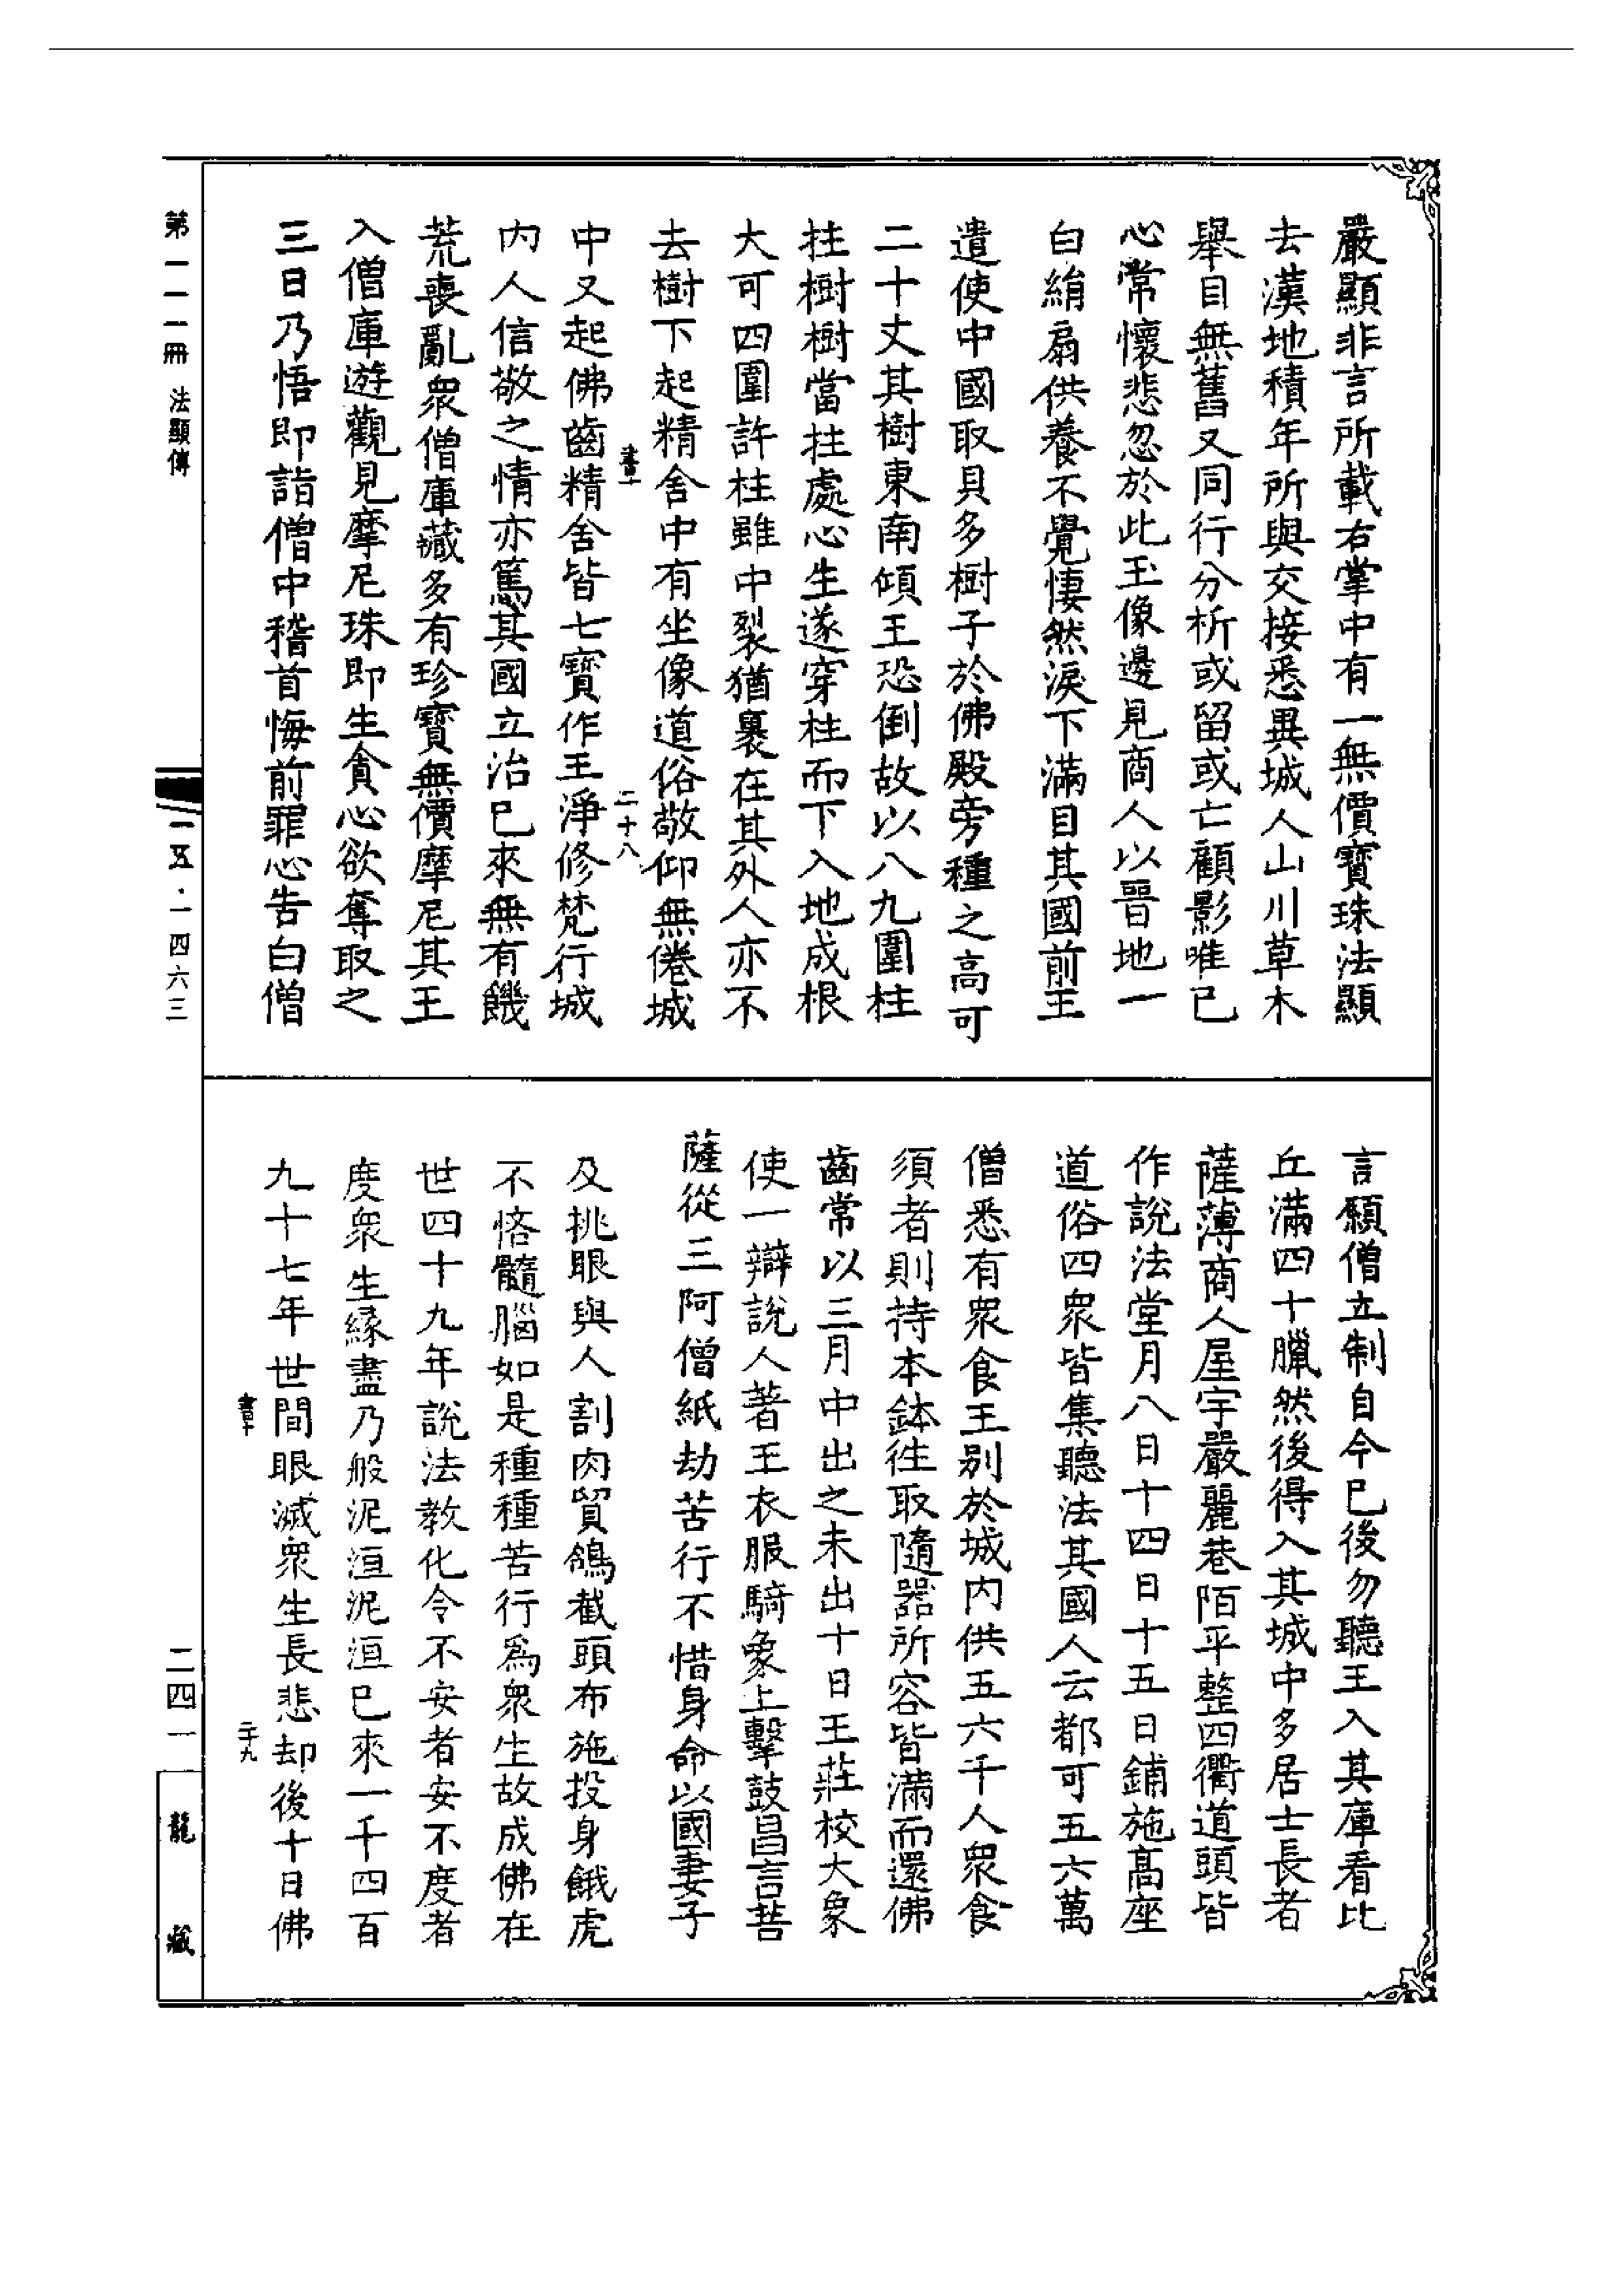 嚴顯非言所載右掌中有一無價寶珠法顯
去漢地積年所與交接悉異城人山川草木
舉目無舊又同行分析或留或亡顧影唯已
心常懷悲忽於此玉像邊見商人以晉地一
白絹扇供養不覺悽然淚下滿目其國前王
遣使中國取貝多樹子於佛殿旁種之高可
二十丈其樹東南傾王恐倒故以八九圍柱
拄樹樹當拄處心生遂穿柱而下入地成根
大可四圍許柱雖中裂猶裹在其外人亦不
去樹下起精舍中有坐像道俗敬仰無倦城
書十 二十八
中又起佛齒精舍皆七寶作王淨修梵行城
內人信敬之情亦篤其國立治已來無有饑
荒喪亂衆僧庫藏多有珍寶無價摩尼其王
入僧庫遊觀見摩尼珠即生貪心欲奪取之
三日乃悟即詣僧中稽首悔前罪心告白僧
言願僧立制自今已後勿聽王入其庫看比
丘滿四十臘然後得入其城中多居士長者
薩薄商人屋宇嚴麗巷陌平整四衢道頭皆
作說法堂月八日十四日十五日鋪施高座
道俗四衆皆集聽法其國人云都可五六萬
僧悉有衆食王別於城內供五六千人衆食
須者則持本鉢往取隨器所容皆滿而還佛
齒常以三月中出之未出十日王莊校大象
使一辯說人著王衣服騎象上擊鼓昌言菩
薩從三阿僧紙劫苦行不惜身命以國妻子
及挑眼與人割肉貿鴿截頭布施投身餓虎
不悋髓腦如是種種苦行爲衆生故成佛在
世四十九年說法教化令不安者安不度者
度衆生緣盡乃般泥洹泥洹已來一千四百
九十七年世間眼滅衆生長悲却後十日佛
書十 二十九
第一一一冊 法顯傳
一五·一四六三
二四一
龍藏